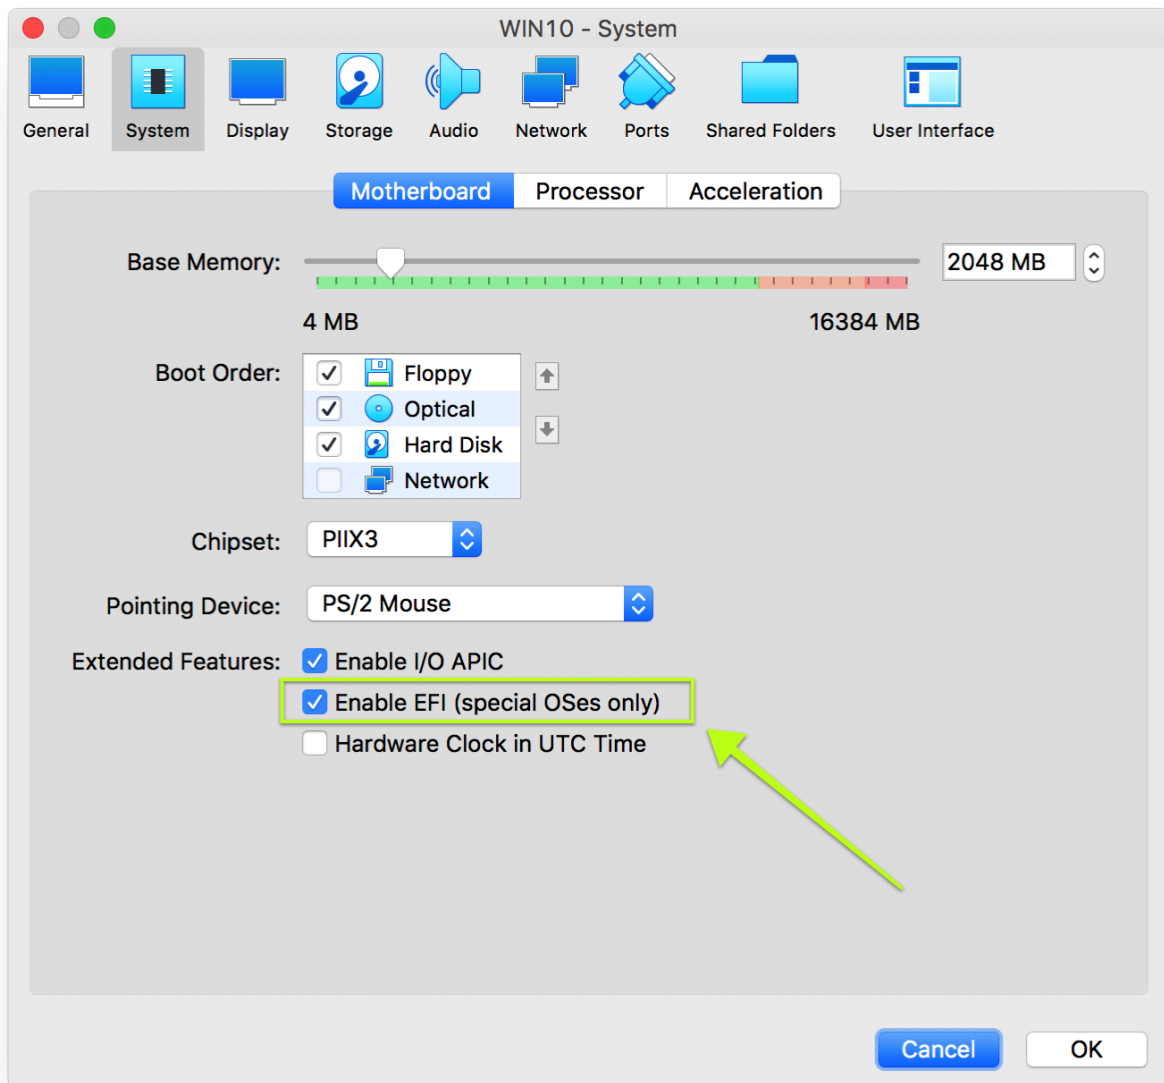 WIN10 - System
General System Display Storage Audio Network Ports Shared Folders User Interface
Motherboard Processor Acceleration
Base Memory: 2048 MB
4 MB 16384 MB
Boot Order: Floppy
Optical
Hard Disk
Network
Chipset: PIIX3
Pointing Device: PS/2 Mouse
Extended Features: Enable I/O APIC
Enable EFI (special OSes only)
Hardware Clock in UTC Time
Cancel OK